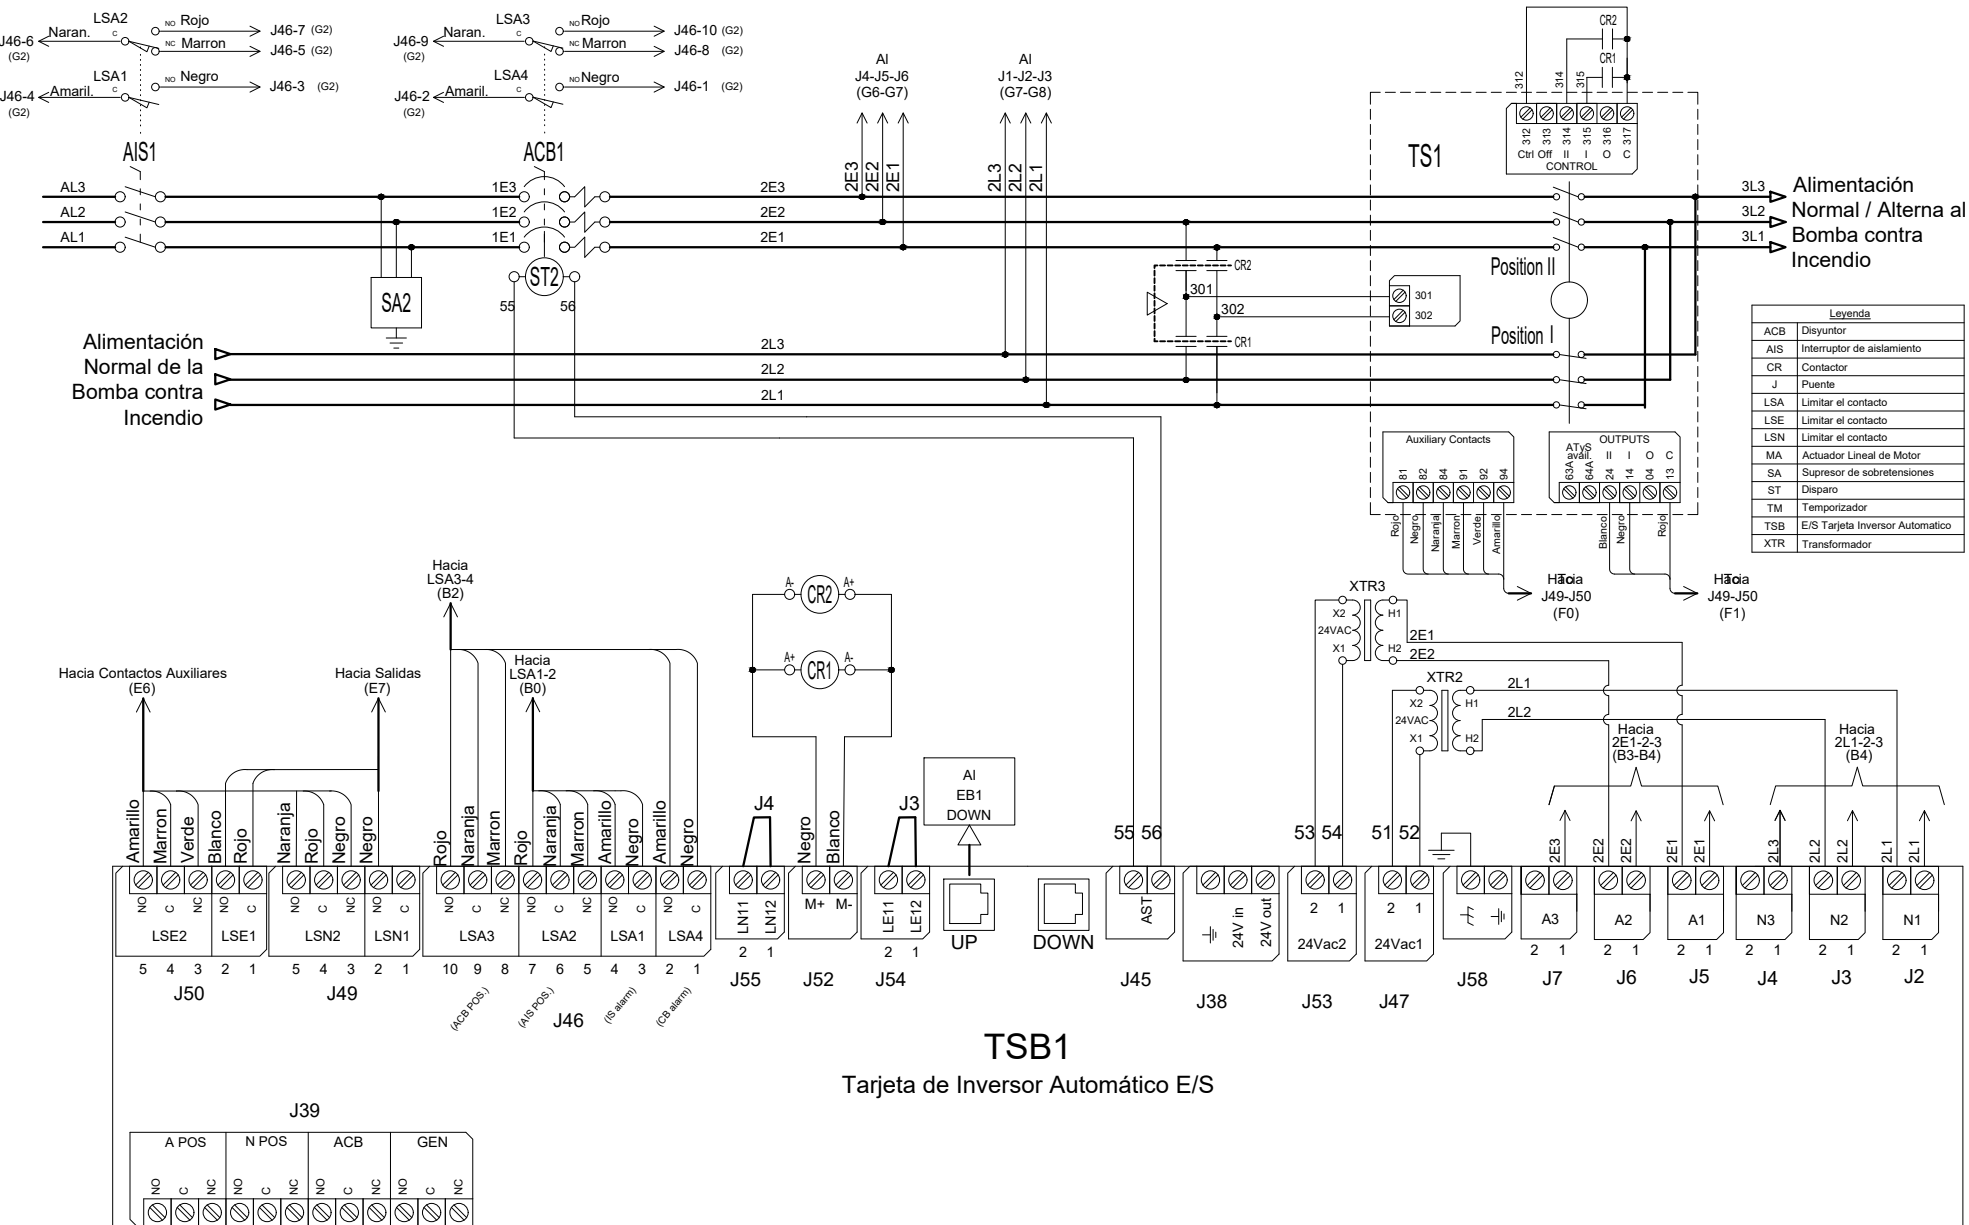 LSA2
NO Rojo
J46-7 (G2)
J46-6
(G2)
Naran.
C
NC Marron
J46-5 (G2)
LSA1
NO Negro
J46-3 (G2)
J46-4
(G2)
Amaril.
C
LSA3
NO Rojo
J46-10 (G2)
J46-9
(G2)
Naran.
C
NC Marron
J46-8 (G2)
LSA4
NO Negro
J46-1 (G2)
J46-2
(G2)
Amaril.
C
Al
J4-J5-J6
(G6-G7)
Al
J1-J2-J3
(G7-G8)
2E3
2E2
2E1
2L3
2L2
2L1
CR2
CR1
312
314
315
312 313 314 315 316 317
Ctrl Off II I O C
CONTROL
TS1
AIS1
ACB1
AL3
1E3
2E3
3L3
AL2
1E2
2E2
3L2
AL1
1E1
2E1
3L1
Alimentación
Normal / Alterna al
Bomba contra
Incendio
SA2
ST2
55
56
CR2
301
302
CR1
301
302
Position II
Position I
Alimentación
Normal de la
Bomba contra
Incendio
2L3
2L2
2L1
Leyenda
ACB Disyuntor
AIS Interruptor de aislamiento
CR Contactor
J Puente
LSA Limitar el contacto
LSE Limitar el contacto
LSN Limitar el contacto
MA Actuador Lineal de Motor
SA Supresor de sobretensiones
ST Disparo
TM Temporizador
TSB E/S Tarjeta Inversor Automatico
XTR Transformador
Auxiliary Contacts
81 82 84 91 92 94
Rojo
Negro
Naranja
Marron
Verde
Amarillo
Hacia
J49-J50
(F0)
OUTPUTS
ATyS
avail.
II I O C
63A 64A 24 14 04 13
Blanco
Negro
Rojo
J49-J50
(F1)
Hacia
LSA3-4
(B2)
Hacia
LSA1-2
(B0)
Hacia Contactos Auxiliares
(E6)
Hacia Salidas
(E7)
A- CR2 A+
A+ CR1 A-
XTR3
X2
24VAC
X1
H1
H2
2E1
2E2
XTR2
X2
24VAC
X1
H1
H2
2L1
2L2
Hacia
2E1-2-3
(B3-B4)
Hacia
2L1-2-3
(B4)
Al
EB1
DOWN
Amarillo
Marron
Verde
Blanco
Rojo
Naranja
Rojo
Negro
Negro
Rojo
Naranja
Marron
Rojo
Naranja
Marron
Amarillo
Negro
Amarillo
Negro
J4
Negro
Blanco
J3
55 56
53 54
51 52
2E3
2E2
2E2
2E1
2E1
2L3
2L2
2L2
2L1
2L1
NO C NC
LSE2
LSE1
5 4 3 2 1
J50
NO C NC NO C
LSN2
LSN1
5 4 3 2 1
J49
NO C NC NO C NC NO C NO C
LSA3
LSA2
LSA1
LSA4
10 9 8 7 6 5 4 3 2 1
(ACB POS.)
(AIS POS.)
(IS alarm)
(CB alarm)
J46
LN11
LN12
2 1
J55
M+ M-
J52
LE11
LE12
2 1
J54
UP
DOWN
AST
J45
24V in
24V out
J38
2 1
24Vac2
J53
2 1
24Vac1
J47
J58
A3
2 1
J7
A2
2 1
J6
A1
2 1
J5
N3
2 1
J4
N2
2 1
J3
N1
2 1
J2
TSB1
Tarjeta de Inversor Automático E/S
J39
A POS
N POS
ACB
GEN
NO C NC NO C NC NO C NC NO C NC